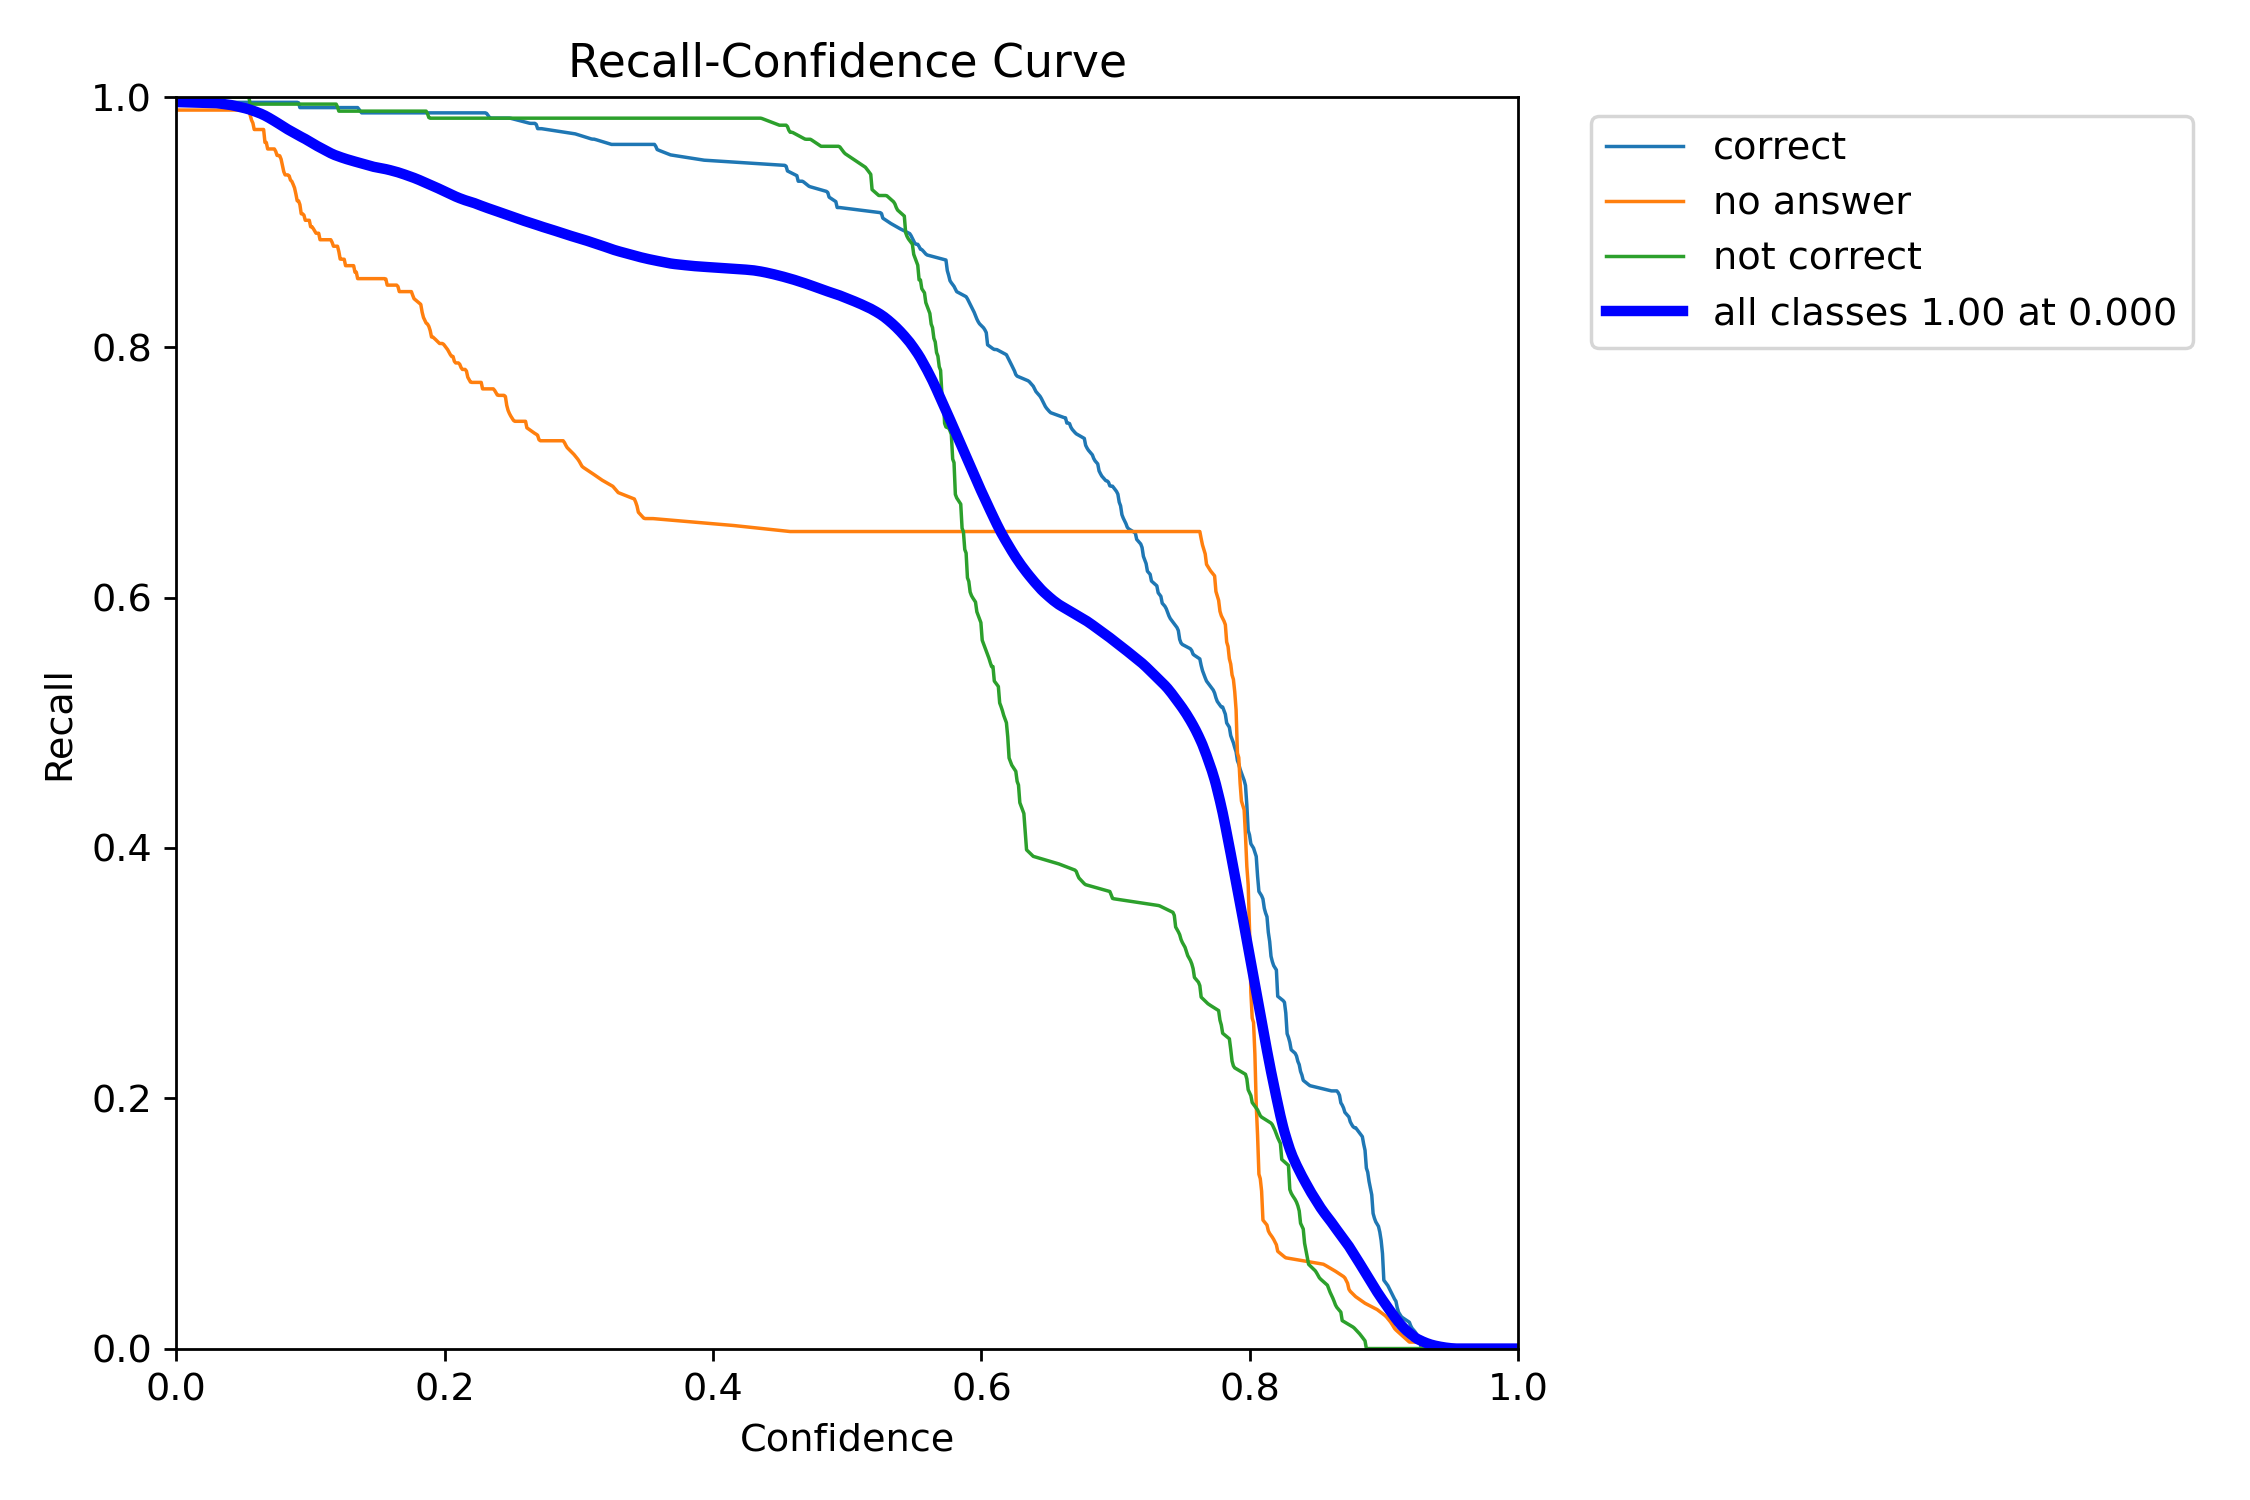 Recall-Confidence Curve
1.0
0.8
0.6
0.4
0.2
0.0
Recall
0.0 0.2 0.4 0.6 0.8 1.0
Confidence
correct
no answer
not correct
all classes 1.00 at 0.000